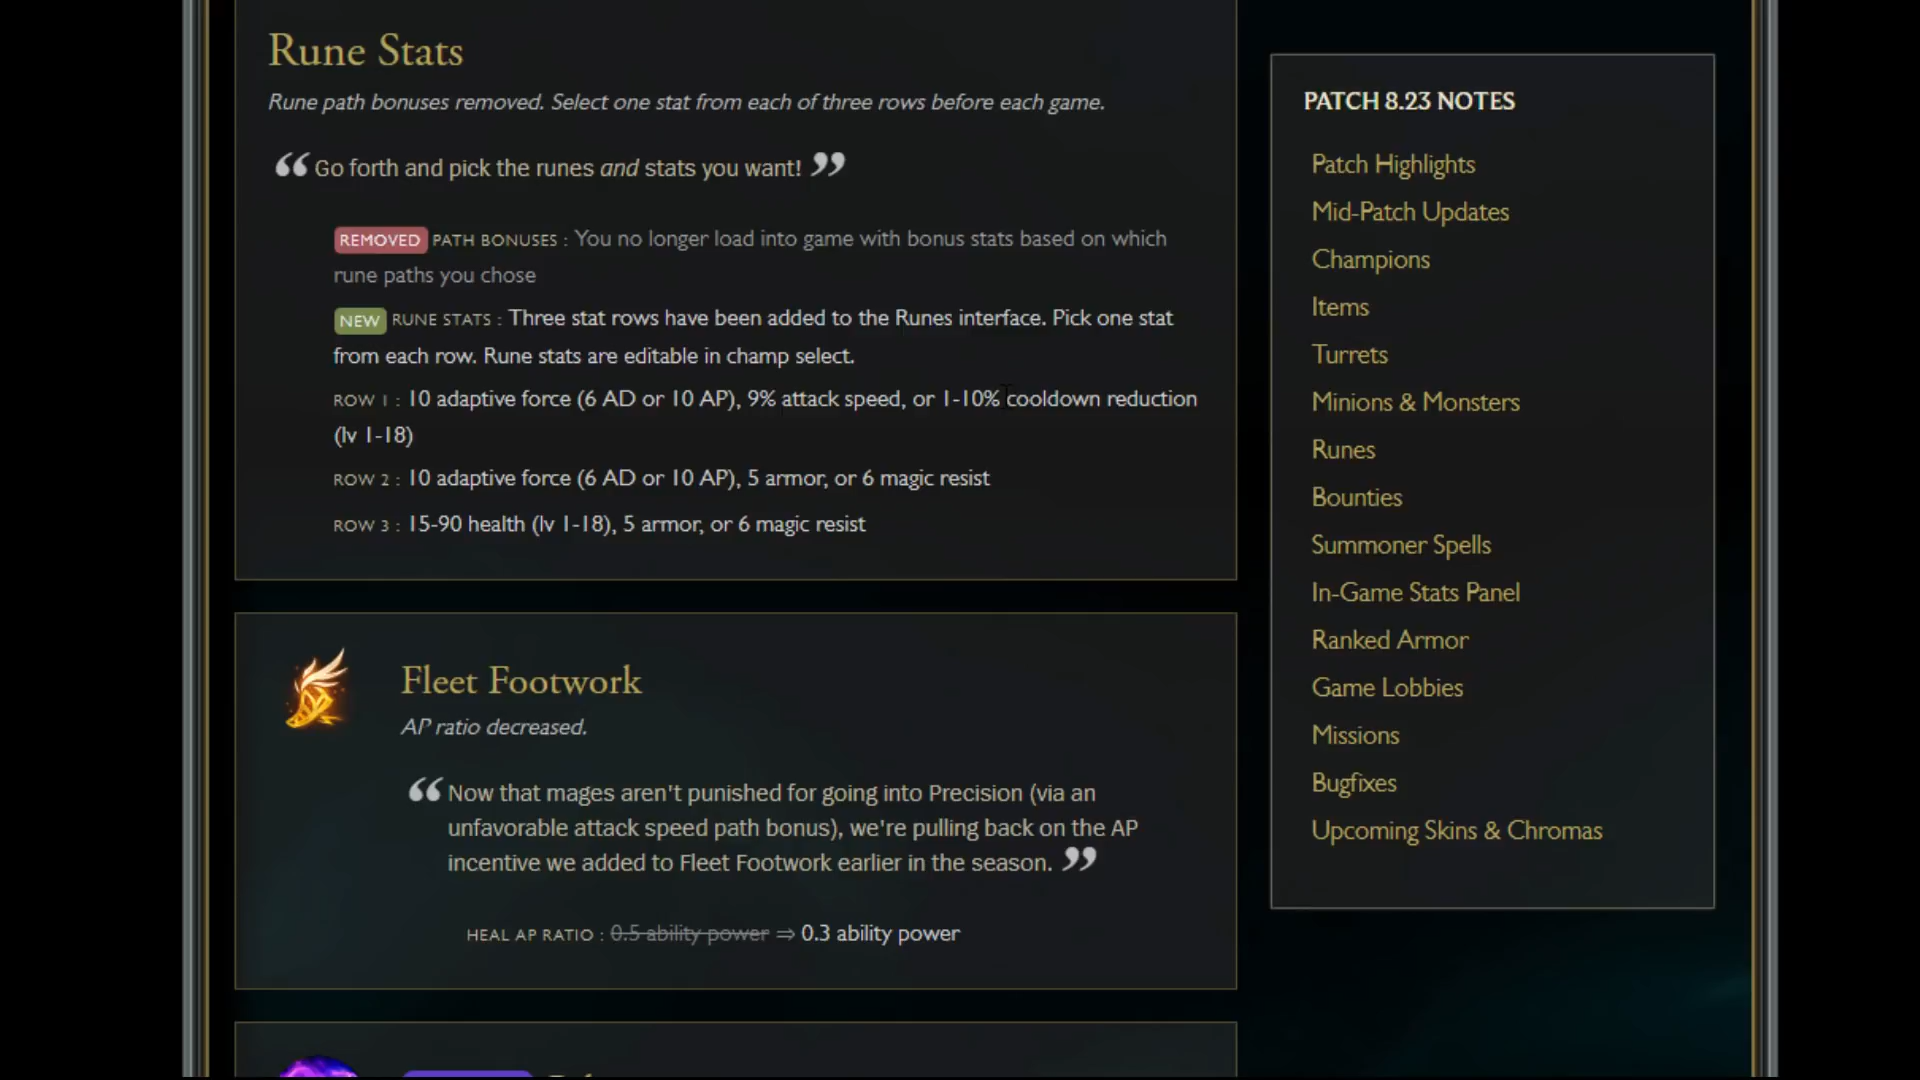 Rune Stats
Rune path bonuses removed. Select one stat from each of three rows before each game.
“Go forth and pick the runes and stats you want!”
REMOVED PATH BONUSES : You no longer load into game with bonus stats based on which
rune paths you chose
NEW RUNE STATS : Three stat rows have been added to the Runes interface. Pick one stat
from each row. Rune stats are editable in champ select.
ROW 1 : 10 adaptive force (6 AD or 10 AP), 9% attack speed, or 1-10% cooldown reduction
(lv 1-18)
ROW 2 : 10 adaptive force (6 AD or 10 AP), 5 armor, or 6 magic resist
ROW 3 : 15-90 health (lv 1-18), 5 armor, or 6 magic resist
Fleet Footwork
AP ratio decreased.
“Now that mages aren't punished for going into Precision (via an
unfavorable attack speed path bonus), we're pulling back on the AP
incentive we added to Fleet Footwork earlier in the season.”
HEAL AP RATIO : 0.5 ability power ⇒ 0.3 ability power
PATCH 8.23 NOTES
Patch Highlights
Mid-Patch Updates
Champions
Items
Turrets
Minions & Monsters
Runes
Bounties
Summoner Spells
In-Game Stats Panel
Ranked Armor
Game Lobbies
Missions
Bugfixes
Upcoming Skins & Chromas